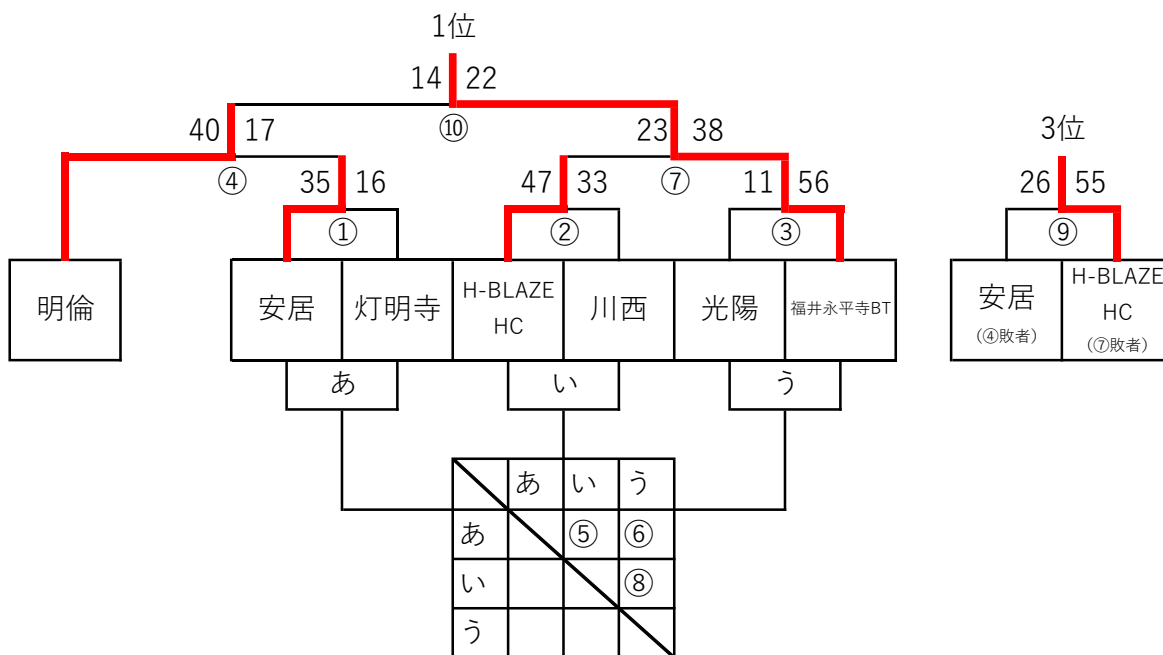 1位
14 22
⑩
40 17
23 38
3位
④
35 16
47 33
⑦
11 56
26 55
①
②
③
⑨
明倫
安居
灯明寺
H-BLAZE
HC
川西
光陽
福井永平寺BT
安居
(④敗者)
H-BLAZE
HC
(⑦敗者)
あ
い
う
あ い う
あ ⑤ ⑥
い ⑧
う